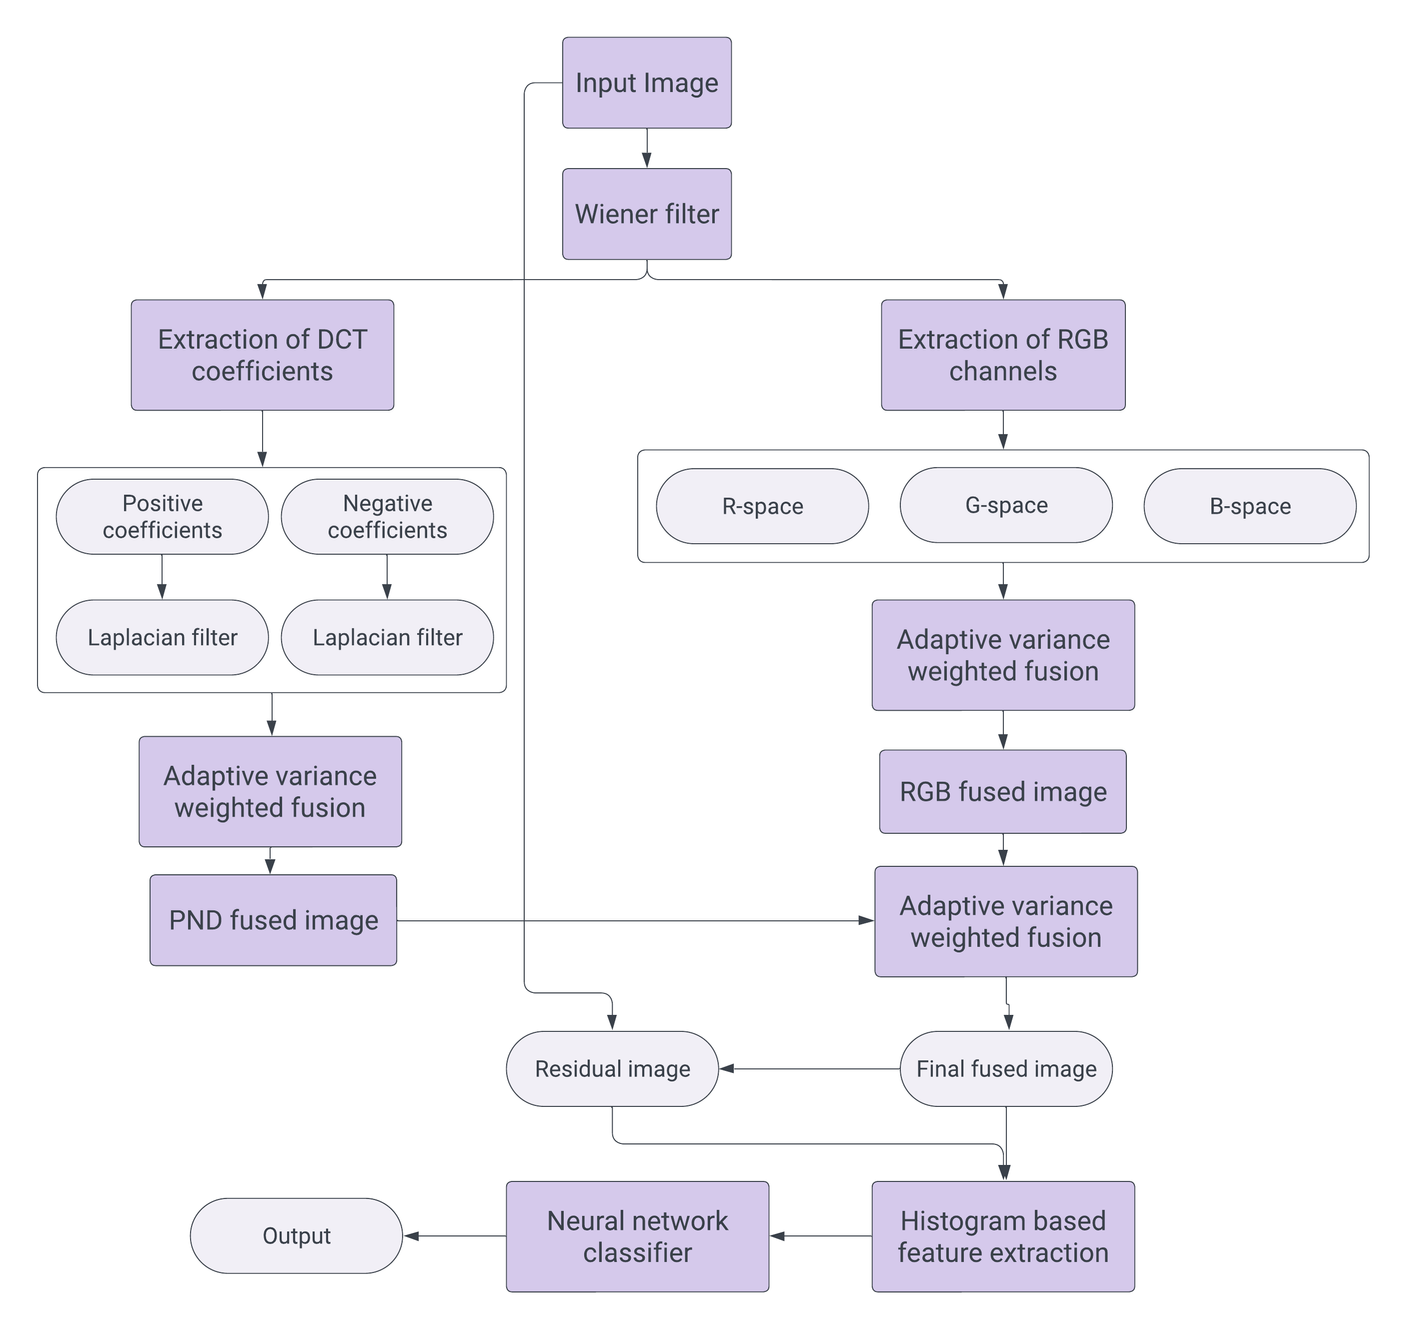 Input Image
Wiener filter
Extraction of DCT
coefficients
Extraction of RGB
channels
Positive
coefficients
Negative
coefficients
Laplacian filter
Laplacian filter
R-space
G-space
B-space
Adaptive variance
weighted fusion
PND fused image
Adaptive variance
weighted fusion
RGB fused image
Adaptive variance
weighted fusion
Residual image
Final fused image
Histogram based
feature extraction
Neural network
classifier
Output